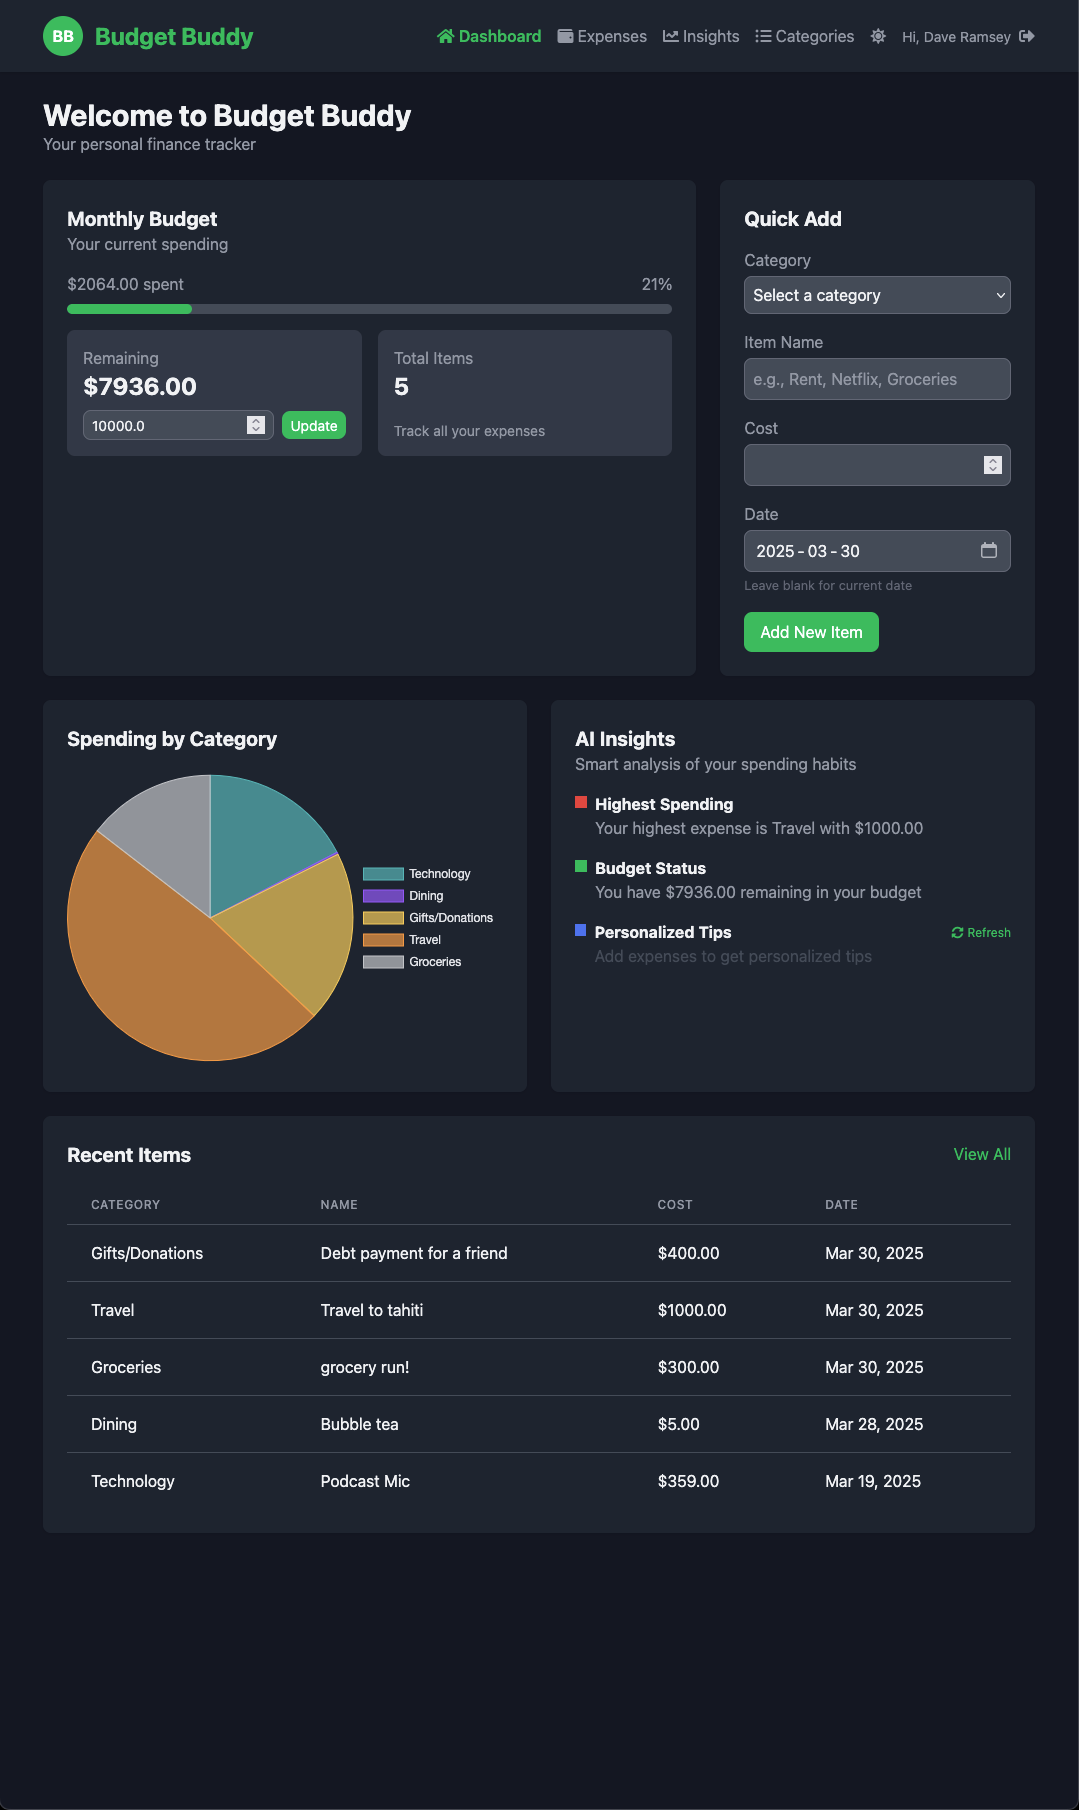 BB Budget Buddy Dashboard Expenses Insights Categories Hi, Dave Ramsey
Welcome to Budget Buddy
Your personal finance tracker
Monthly Budget
Your current spending
$2064.00 spent 21%
Remaining
$7936.00
10000.0 Update
Total Items
5
Track all your expenses
Quick Add
Category
Select a category
Item Name
e.g., Rent, Netflix, Groceries
Cost
Date
2025-03-30
Leave blank for current date
Add New Item
Spending by Category
Technology
Dining
Gifts/Donations
Travel
Groceries
AI Insights
Smart analysis of your spending habits
Highest Spending
Your highest expense is Travel with $1000.00
Budget Status
You have $7936.00 remaining in your budget
Personalized Tips Refresh
Add expenses to get personalized tips
Recent Items View All
CATEGORY NAME COST DATE
Gifts/Donations Debt payment for a friend $400.00 Mar 30, 2025
Travel Travel to tahiti $1000.00 Mar 30, 2025
Groceries grocery run! $300.00 Mar 30, 2025
Dining Bubble tea $5.00 Mar 28, 2025
Technology Podcast Mic $359.00 Mar 19, 2025